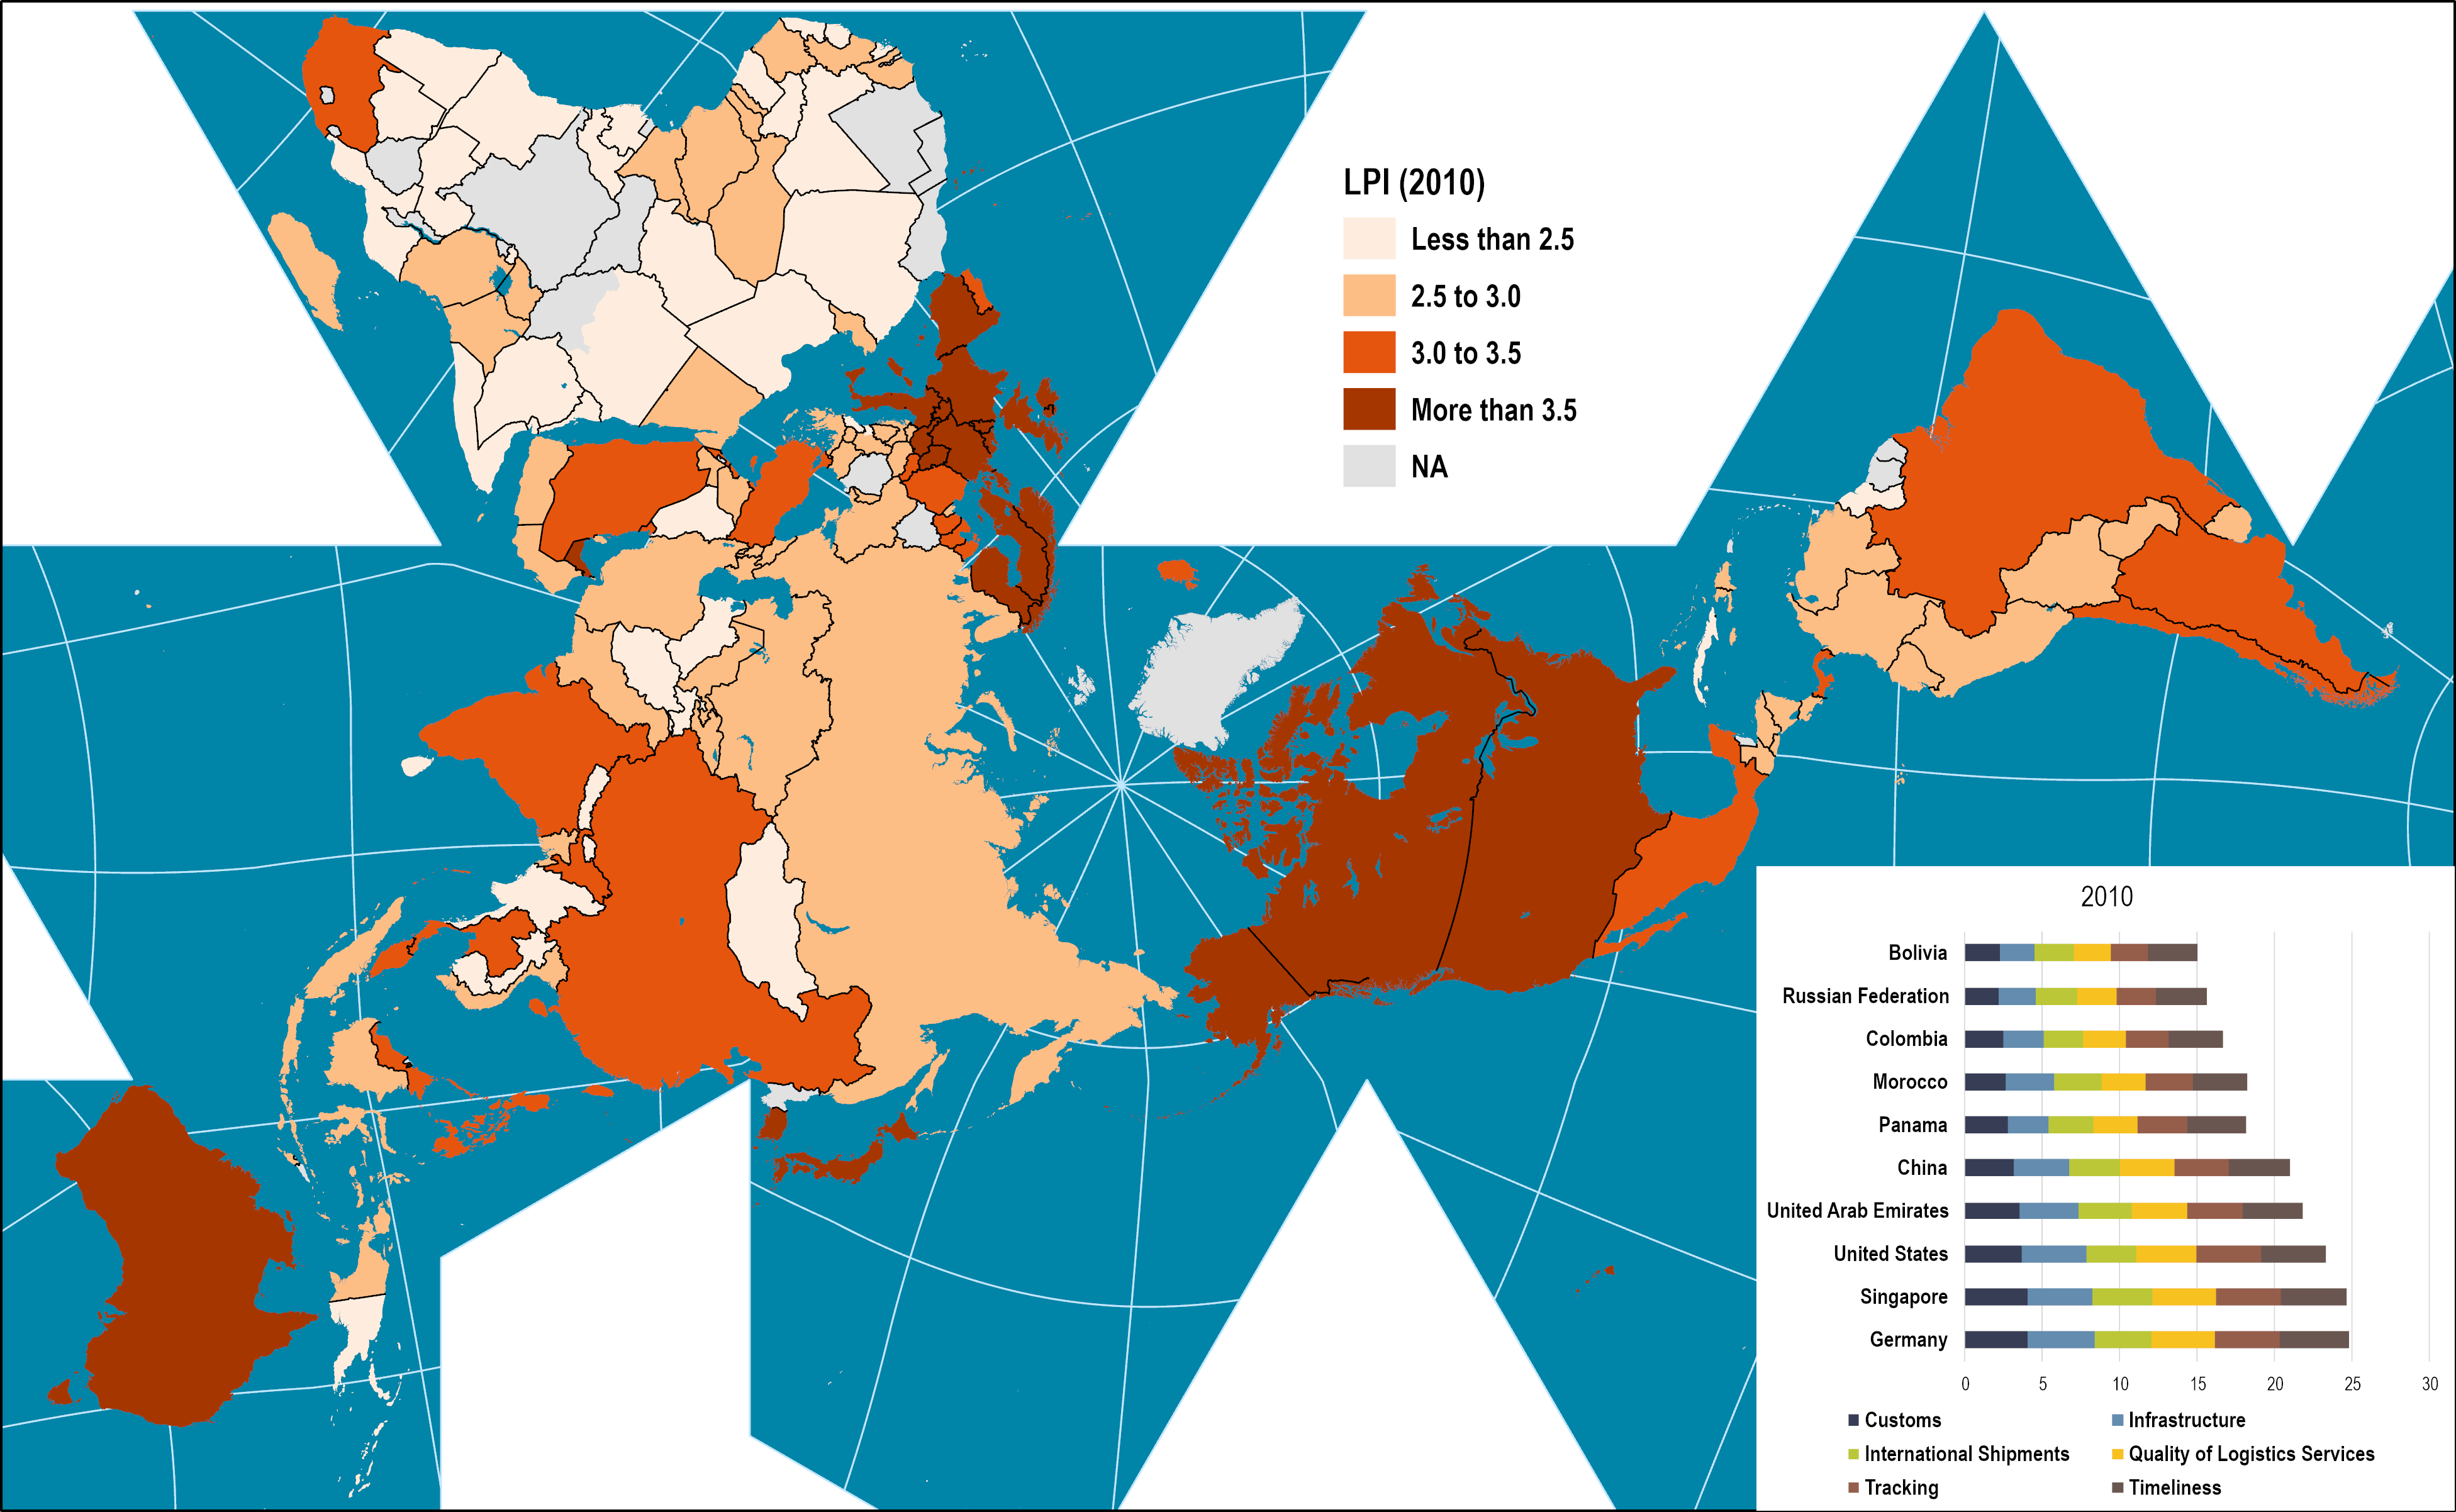 LPI (2010)
Less than 2.5
2.5 to 3.0
3.0 to 3.5
More than 3.5
NA
2010
Bolivia
Russian Federation
Colombia
Morocco
Panama
China
United Arab Emirates
United States
Singapore
Germany
0 5 10 15 20 25 30
Customs Infrastructure
International Shipments Quality of Logistics Services
Tracking Timeliness